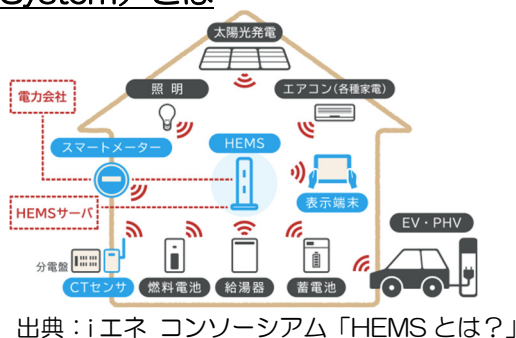 System）とは
太陽光発電
照 明
エアコン(各種家電)
電力会社
スマートメーター
HEMS
表示端末
HEMSサーバ
EV・PHV
分電盤
CTセンサ
燃料電池
給湯器
蓄電池
出典：iエネ コンソーシアム「HEMSとは？」